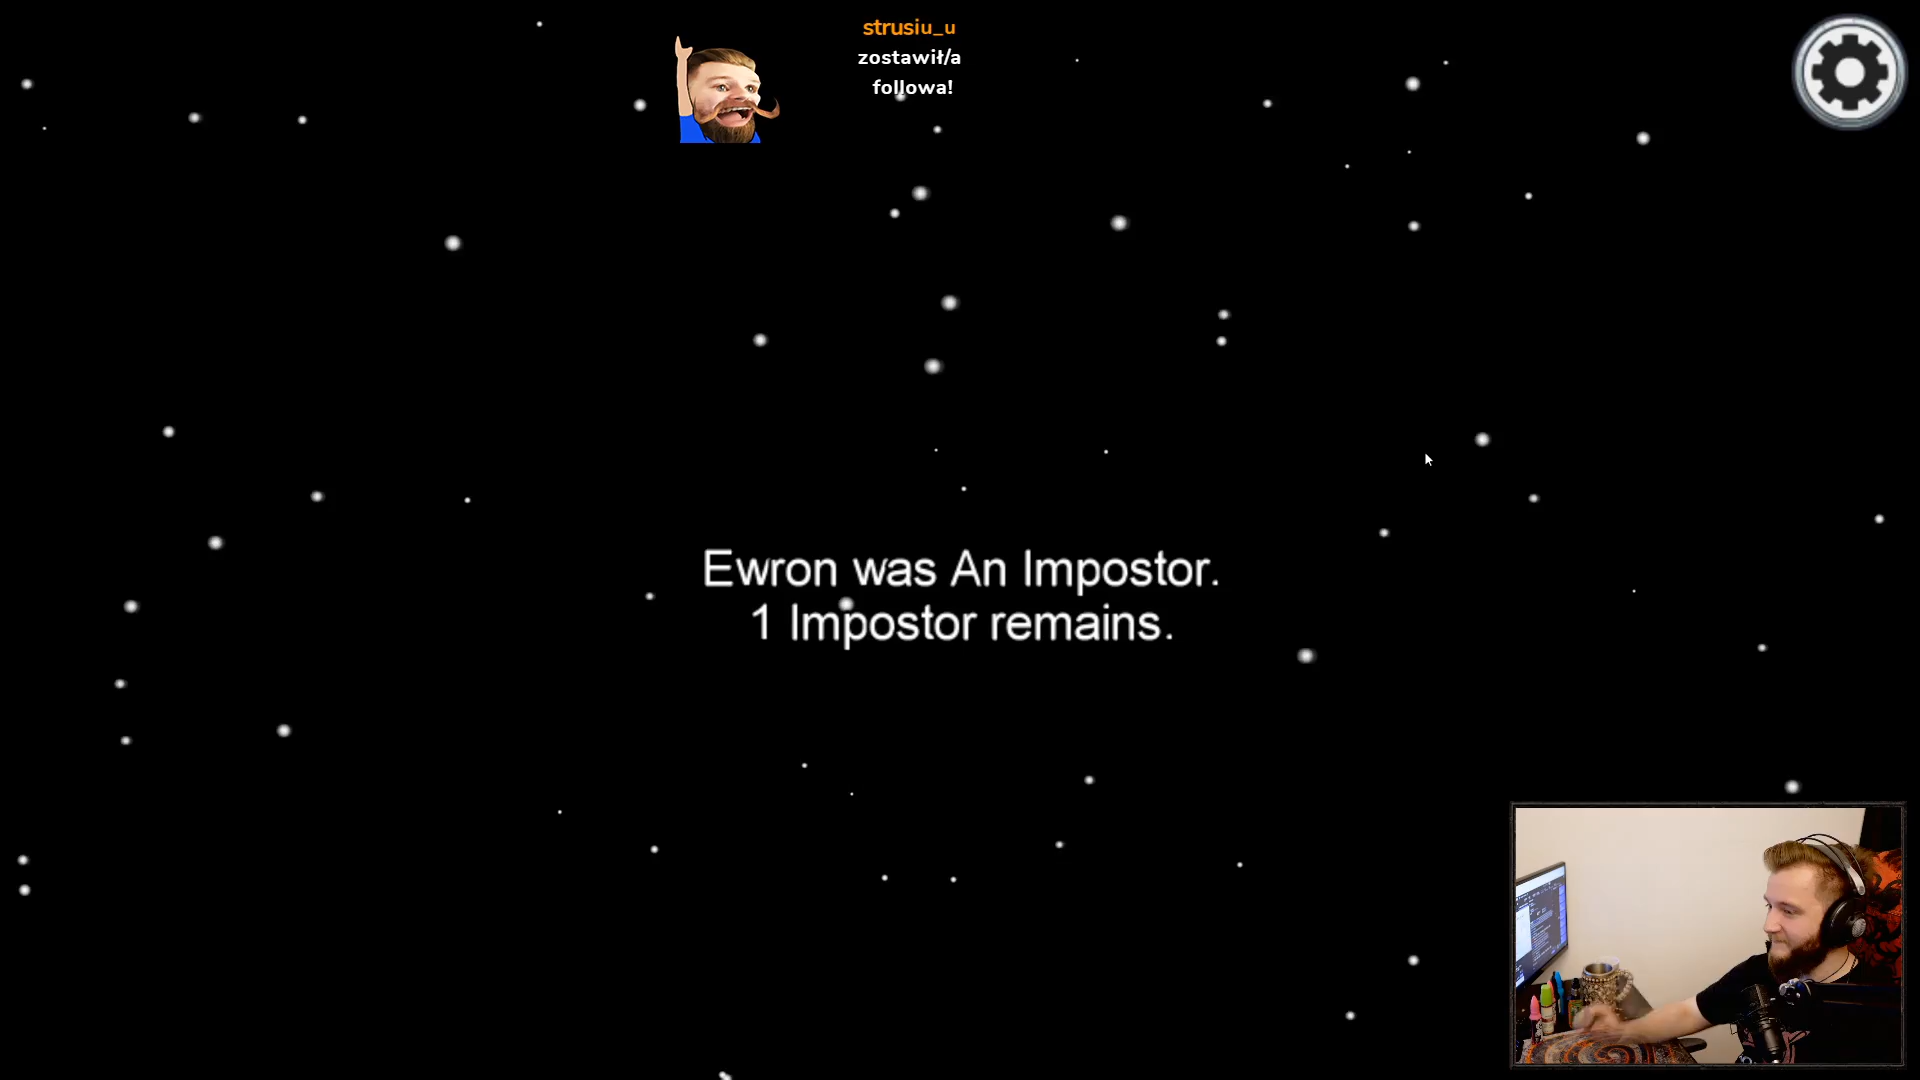 strusiu_u
zostawił/a
followa!
Ewron was An Impostor.
1 Impostor remains.